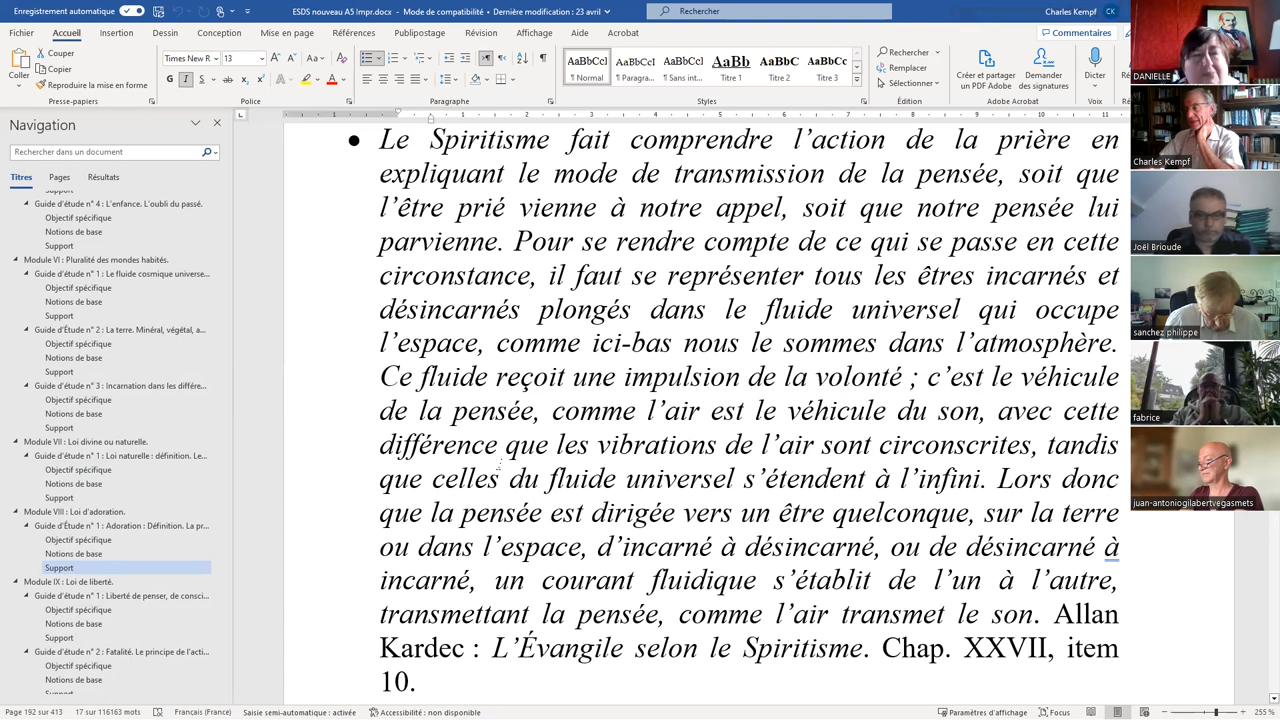 Enregistrement automatique
ESDS nouveau A5 Impr.docx • Mode de compatibilité • Dernière modification : 23 avril
Rechercher
Charles Kempf
CK
Fichier Accueil Insertion Dessin Conception Mise en page Références Publipostage Révision Affichage Aide Acrobat
Commentaires
Coller
Couper
Copier
Reproduire la mise en forme
Times New R
13
AaBbCcI AaBbCcI AaBbCcI AaBb AaBbC AaBbCc
¶ Normal ¶ Paragra... ¶ Sans int... Titre 1 Titre 2 Titre 3
Rechercher
Remplacer
Sélectionner
Créer et partager
un PDF Adobe
Demander
des signatures
Dicter
Presse-papiers Police Paragraphe Styles Édition Adobe Acrobat
Navigation
Rechercher dans un document
Titres Pages Résultats
Support
Guide d'étude n° 4 : L'enfance. L'oubli du passé.
Objectif spécifique
Notions de base
Support
Module VI : Pluralité des mondes habités.
Guide d'étude n° 1 : Le fluide cosmique universe...
Objectif spécifique
Notions de base
Support
Guide d'Étude n° 2 : La terre. Minéral, végétal, a...
Objectif spécifique
Notions de base
Support
Guide d'étude n° 3 : Incarnation dans les différe...
Objectif spécifique
Notions de base
Support
Module VII : Loi divine ou naturelle.
Guide d'étude n° 1 : Loi naturelle : définition. Le...
Objectif spécifique
Notions de base
Support
Module VIII : Loi d'adoration.
Guide d'Étude n° 1 : Adoration : Définition. La pr...
Objectif spécifique
Notions de base
Support
Module IX : Loi de liberté.
Guide d'étude n° 1 : Liberté de penser, de consci...
Objectif spécifique
Notions de base
Support
Guide d'étude n° 2 : Fatalité. Le principe de l'acti...
Objectif spécifique
Notions de base
● Le Spiritisme fait comprendre l'action de la prière en
expliquant le mode de transmission de la pensée, soit que
l'être prié vienne à notre appel, soit que notre pensée lui
parvienne. Pour se rendre compte de ce qui se passe en cette
circonstance, il faut se représenter tous les êtres incarnés et
désincarnés plongés dans le fluide universel qui occupe
l'espace, comme ici-bas nous le sommes dans l'atmosphère.
Ce fluide reçoit une impulsion de la volonté ; c'est le véhicule
de la pensée, comme l'air est le véhicule du son, avec cette
différence que les vibrations de l'air sont circonscrites, tandis
que celles du fluide universel s'étendent à l'infini. Lors donc
que la pensée est dirigée vers un être quelconque, sur la terre
ou dans l'espace, d'incarné à désincarné, ou de désincarné à
incarné, un courant fluidique s'établit de l'un à l'autre,
transmettant la pensée, comme l'air transmet le son. Allan
Kardec : L'Évangile selon le Spiritisme. Chap. XXVII, item
10.
DANIELLE
Charles Kempf
Joël Brioude
sanchez philippe
fabrice
juan-antoniogilabertvegasmets
Page 192 sur 413 17 sur 116163 mots Français (France) Saisie semi-automatique : activée Accessibilité : non disponible Paramètres d'affichage Focus 255 %